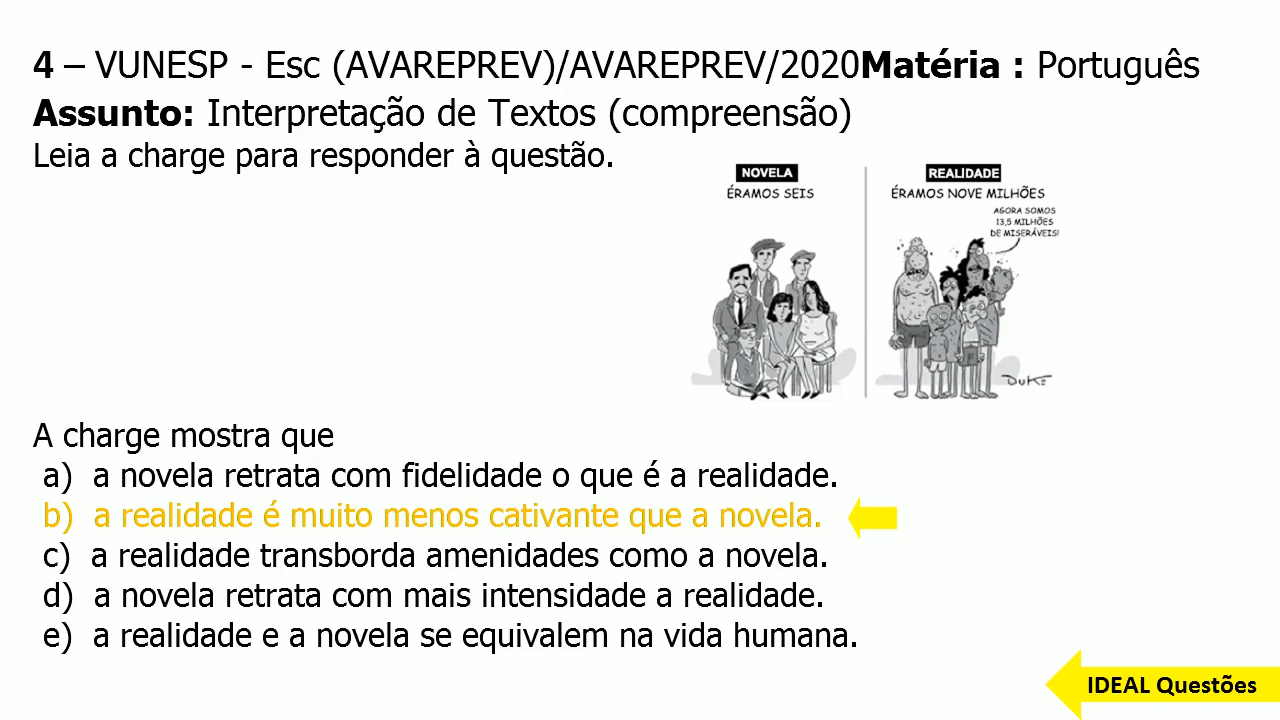 4 – VUNESP - Esc (AVAREPREV)/AVAREPREV/2020Matéria : Português
Assunto: Interpretação de Textos (compreensão)
Leia a charge para responder à questão.
NOVELA
ÉRAMOS SEIS
REALIDADE
ÉRAMOS NOVE MILHÕES
AGORA SOMOS
13,5 MILHÕES
DE MISERÁVEIS!
DUKE
A charge mostra que
a) a novela retrata com fidelidade o que é a realidade.
b) a realidade é muito menos cativante que a novela.
c) a realidade transborda amenidades como a novela.
d) a novela retrata com mais intensidade a realidade.
e) a realidade e a novela se equivalem na vida humana.
IDEAL Questões